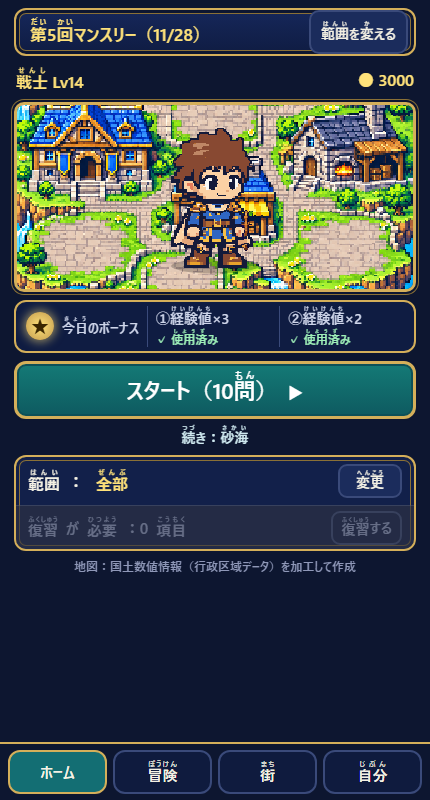 第5回マンスリー（11/28）
範囲を変える
戦士 Lv14
3000
今日のボーナス
①経験値×3
✓ 使用済み
②経験値×2
✓ 使用済み
スタート（10問） ▶
続き：砂海
範囲 ： 全部
変更
復習 が 必要 ：0 項目
復習する
地図：国土数値情報（行政区域データ）を加工して作成
ホーム
冒険
街
自分